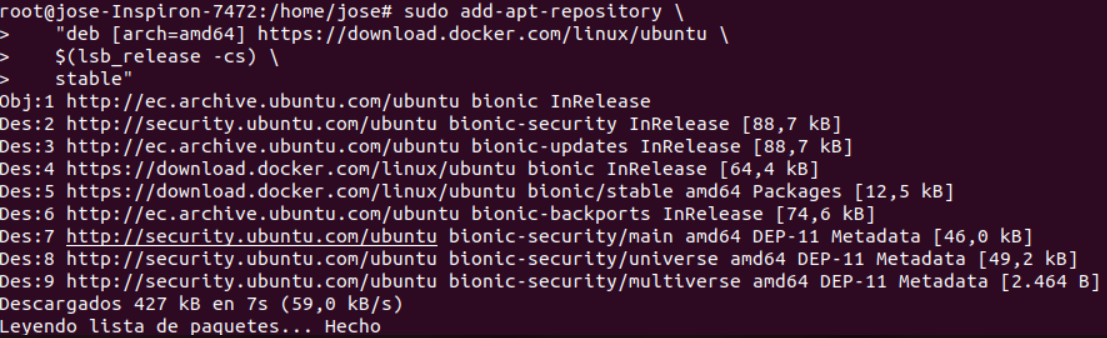 root@jose-Inspiron-7472:/home/jose# sudo add-apt-repository \
>    "deb [arch=amd64] https://download.docker.com/linux/ubuntu \
>    $(lsb_release -cs) \
>    stable"
Obj:1 http://ec.archive.ubuntu.com/ubuntu bionic InRelease
Des:2 http://security.ubuntu.com/ubuntu bionic-security InRelease [88,7 kB]
Des:3 http://ec.archive.ubuntu.com/ubuntu bionic-updates InRelease [88,7 kB]
Des:4 https://download.docker.com/linux/ubuntu bionic InRelease [64,4 kB]
Des:5 https://download.docker.com/linux/ubuntu bionic/stable amd64 Packages [12,5 kB]
Des:6 http://ec.archive.ubuntu.com/ubuntu bionic-backports InRelease [74,6 kB]
Des:7 http://security.ubuntu.com/ubuntu bionic-security/main amd64 DEP-11 Metadata [46,0 kB]
Des:8 http://security.ubuntu.com/ubuntu bionic-security/universe amd64 DEP-11 Metadata [49,2 kB]
Des:9 http://security.ubuntu.com/ubuntu bionic-security/multiverse amd64 DEP-11 Metadata [2.464 B]
Descargados 427 kB en 7s (59,0 kB/s)
Leyendo lista de paquetes... Hecho